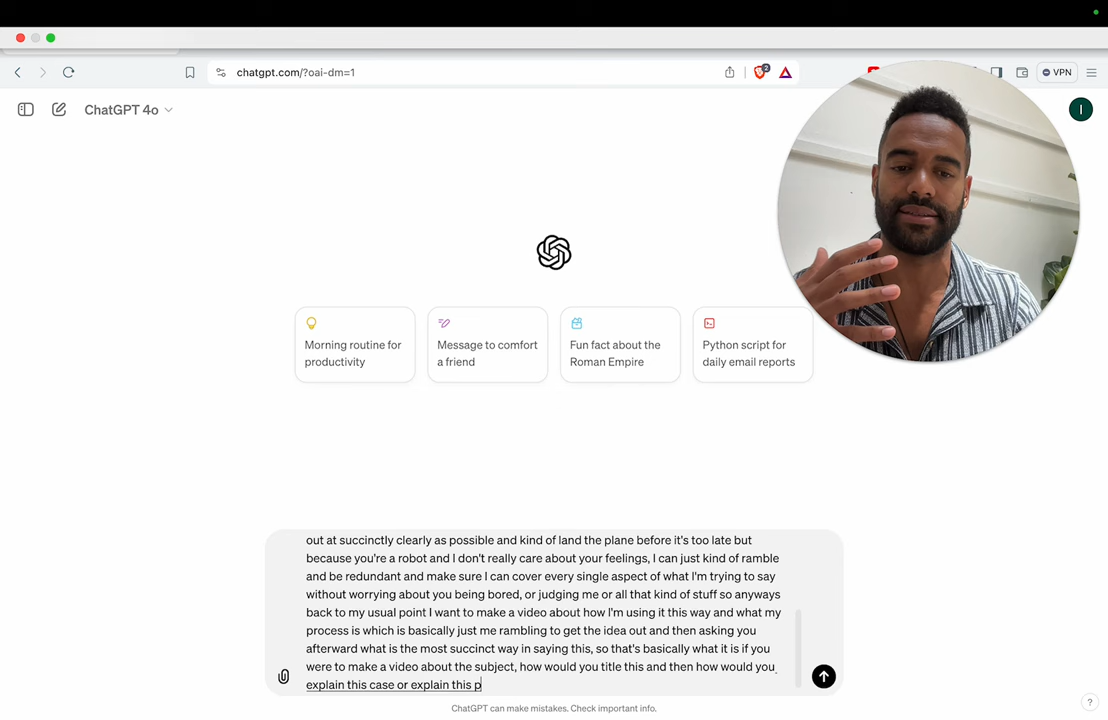 chatgpt.com/?oai-dm=1
2
VPN
ChatGPT 4o
I
Morning routine for
productivity
Message to comfort
a friend
Fun fact about the
Roman Empire
Python script for
daily email reports
out at succinctly clearly as possible and kind of land the plane before it's too late but
because you're a robot and I don't really care about your feelings, I can just kind of ramble
and be redundant and make sure I can cover every single aspect of what I'm trying to say
without worrying about you being bored, or judging me or all that kind of stuff so anyways
back to my usual point I want to make a video about how I'm using it this way and what my
process is which is basically just me rambling to get the idea out and then asking you
afterward what is the most succinct way in saying this, so that's basically what it is if you
were to make a video about the subject, how would you title this and then how would you
explain this case or explain this p
ChatGPT can make mistakes. Check important info.
?